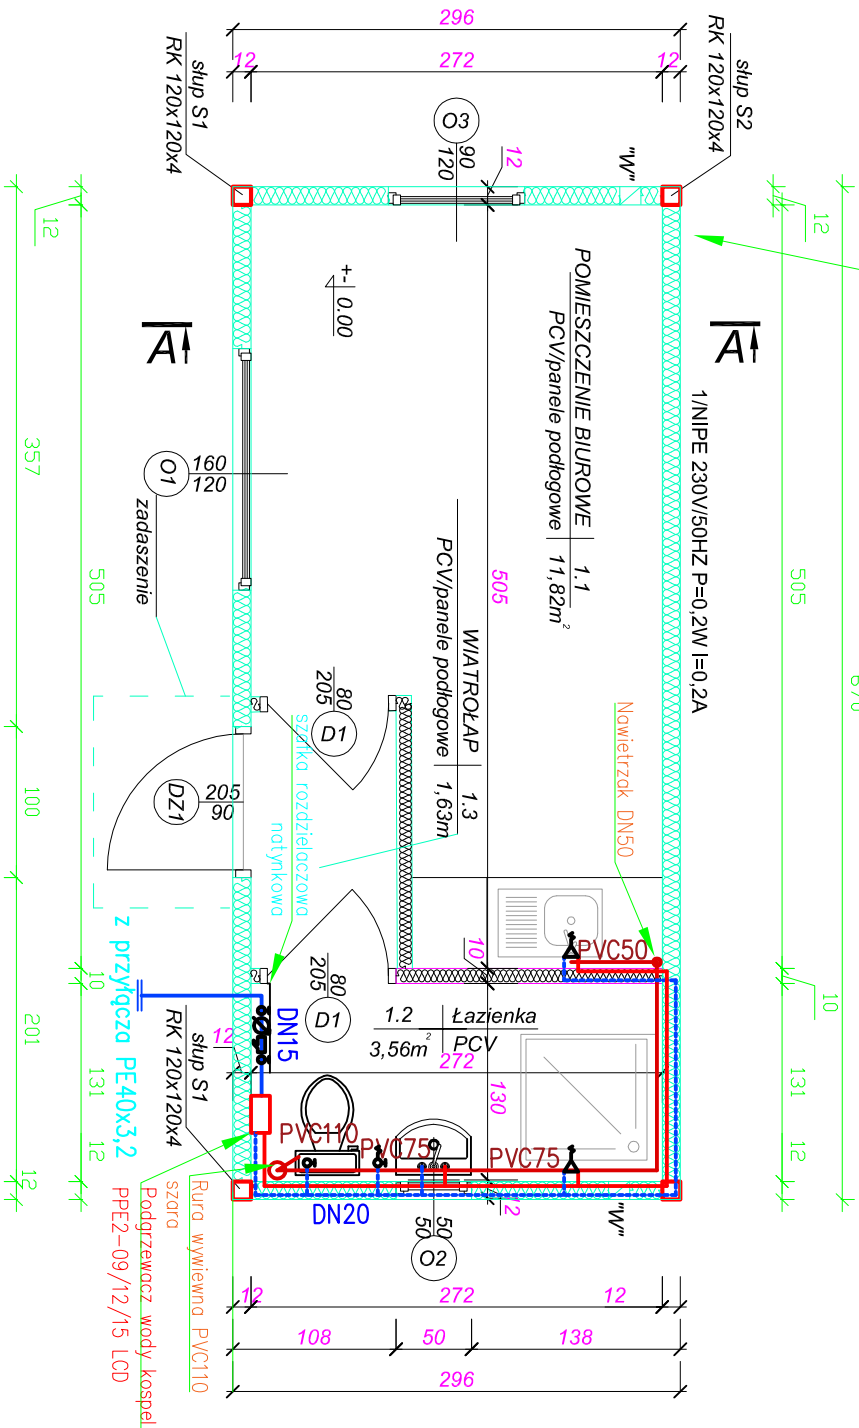 296
12
272
12
słup S1
RK 120x120x4
słup S2
RK 120x120x4
O3
90
120
12
"W"
12
12
A
A
+- 0.00
POMIESZCZENIE BIUROWE
PCV/panele podłogowe
1.1
11,82m²
1/NIPE 230V/50HZ P=0,2W I=0,2A
357
505
O1
160
120
zadaszenie
505
505
WIATROŁAP
PCV/panele podłogowe
1.3
1,63m
80
205
D1
szafka rozdzielaczowa
natynkowa
Nawietrzak DN50
DZ1
205
90
100
PVC50
10
10
10
z przyłącza PE40x3,2
DN15
80
205
D1
1.2
Łazienka
3,56m²
PCV
272
12
130
201
131
131
słup S1
RK 120x120x4
PVC110
PVC75
PVC75
12
12
12
12
DN20
"W"
Rura wywiewna PVC110
szara
Podgrzewacz wody kospel
PPE2-09/12/15 LCD
50
50
O2
12
272
12
108
50
138
296